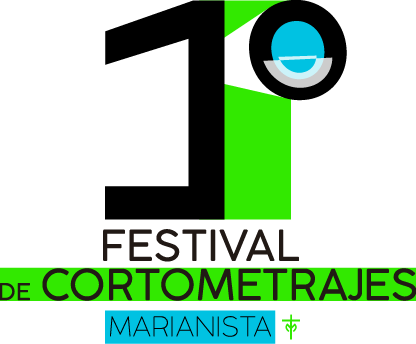 1º
FESTIVAL
DE CORTOMETRAJES
MARIANISTA